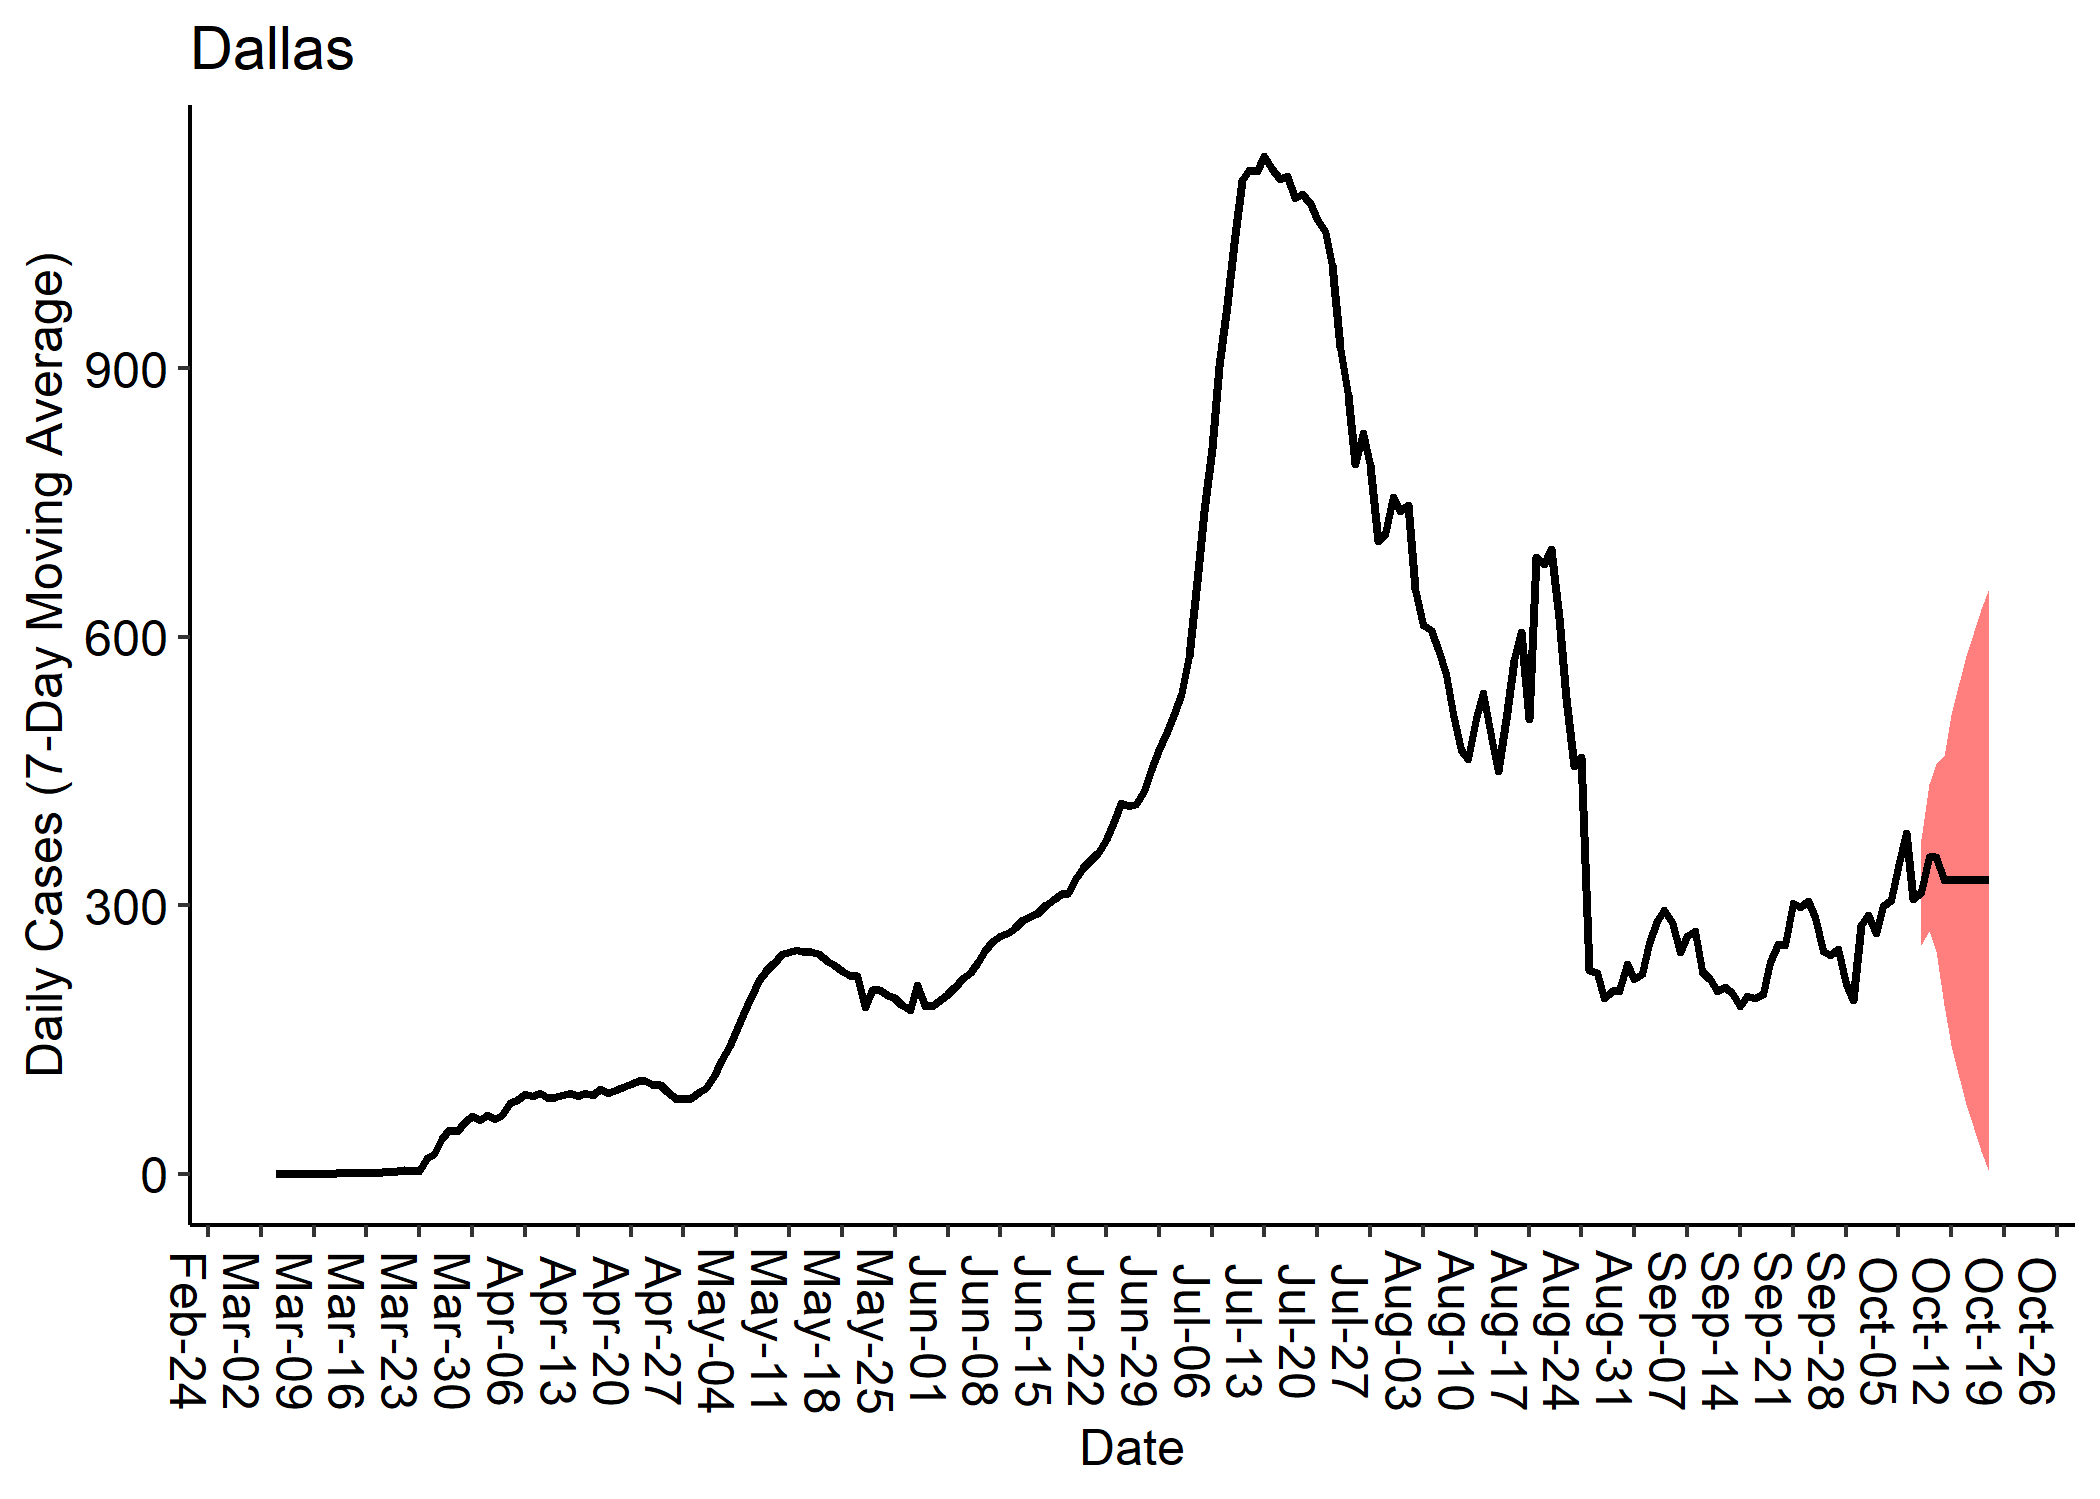 Dallas
Daily Cases (7-Day Moving Average)
900
600
300
0
Feb-24
Mar-02
Mar-09
Mar-16
Mar-23
Mar-30
Apr-06
Apr-13
Apr-20
Apr-27
May-04
May-11
May-18
May-25
Jun-01
Jun-08
Jun-15
Jun-22
Jun-29
Jul-06
Jul-13
Jul-20
Jul-27
Aug-03
Aug-10
Aug-17
Aug-24
Aug-31
Sep-07
Sep-14
Sep-21
Sep-28
Oct-05
Oct-12
Oct-19
Oct-26
Date